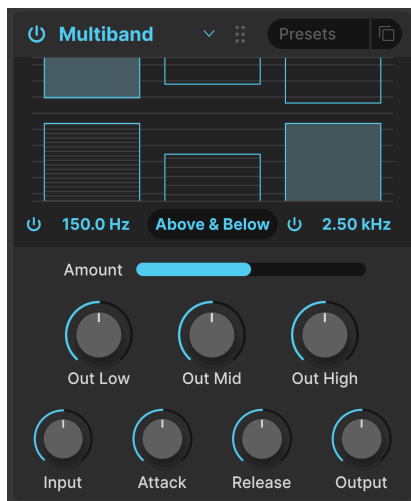 Multiband Presets
150.0 Hz Above & Below 2.50 kHz
Amount
Out Low Out Mid Out High
Input Attack Release Output